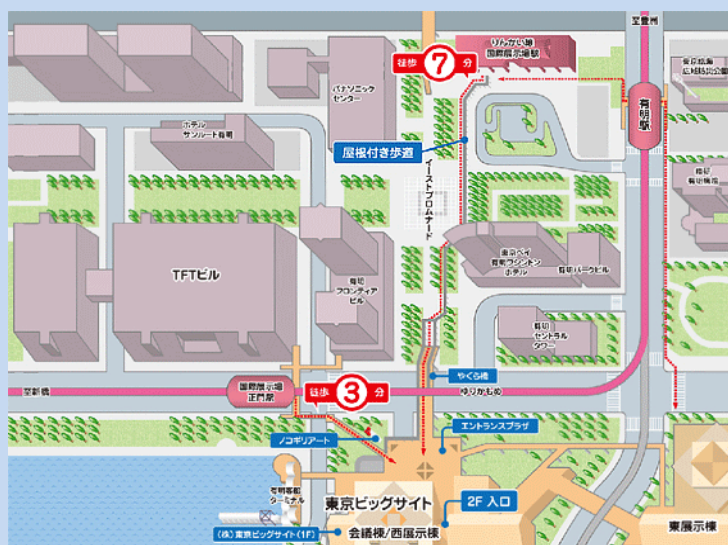 至豊洲
りんかい線
国際展示場駅
徒歩 7 分
パナソニック
センター
有明駅
ホテル
サンルート有明
屋根付き歩道
イーストプロムナード
東京ベイ
有明ワシントン
ホテル
有明パークビル
TFTビル
有明
フロンティア
ビル
有明
セントラル
タワー
やぐら橋
至新橋
国際展示場
正門駅
徒歩 3 分
ゆりかもめ
ノコギリアート
エントランスプラザ
有明客船
ターミナル
東京ビッグサイト
2F 入口
(株)東京ビッグサイト(1F)
会議棟/西展示棟
東展示棟